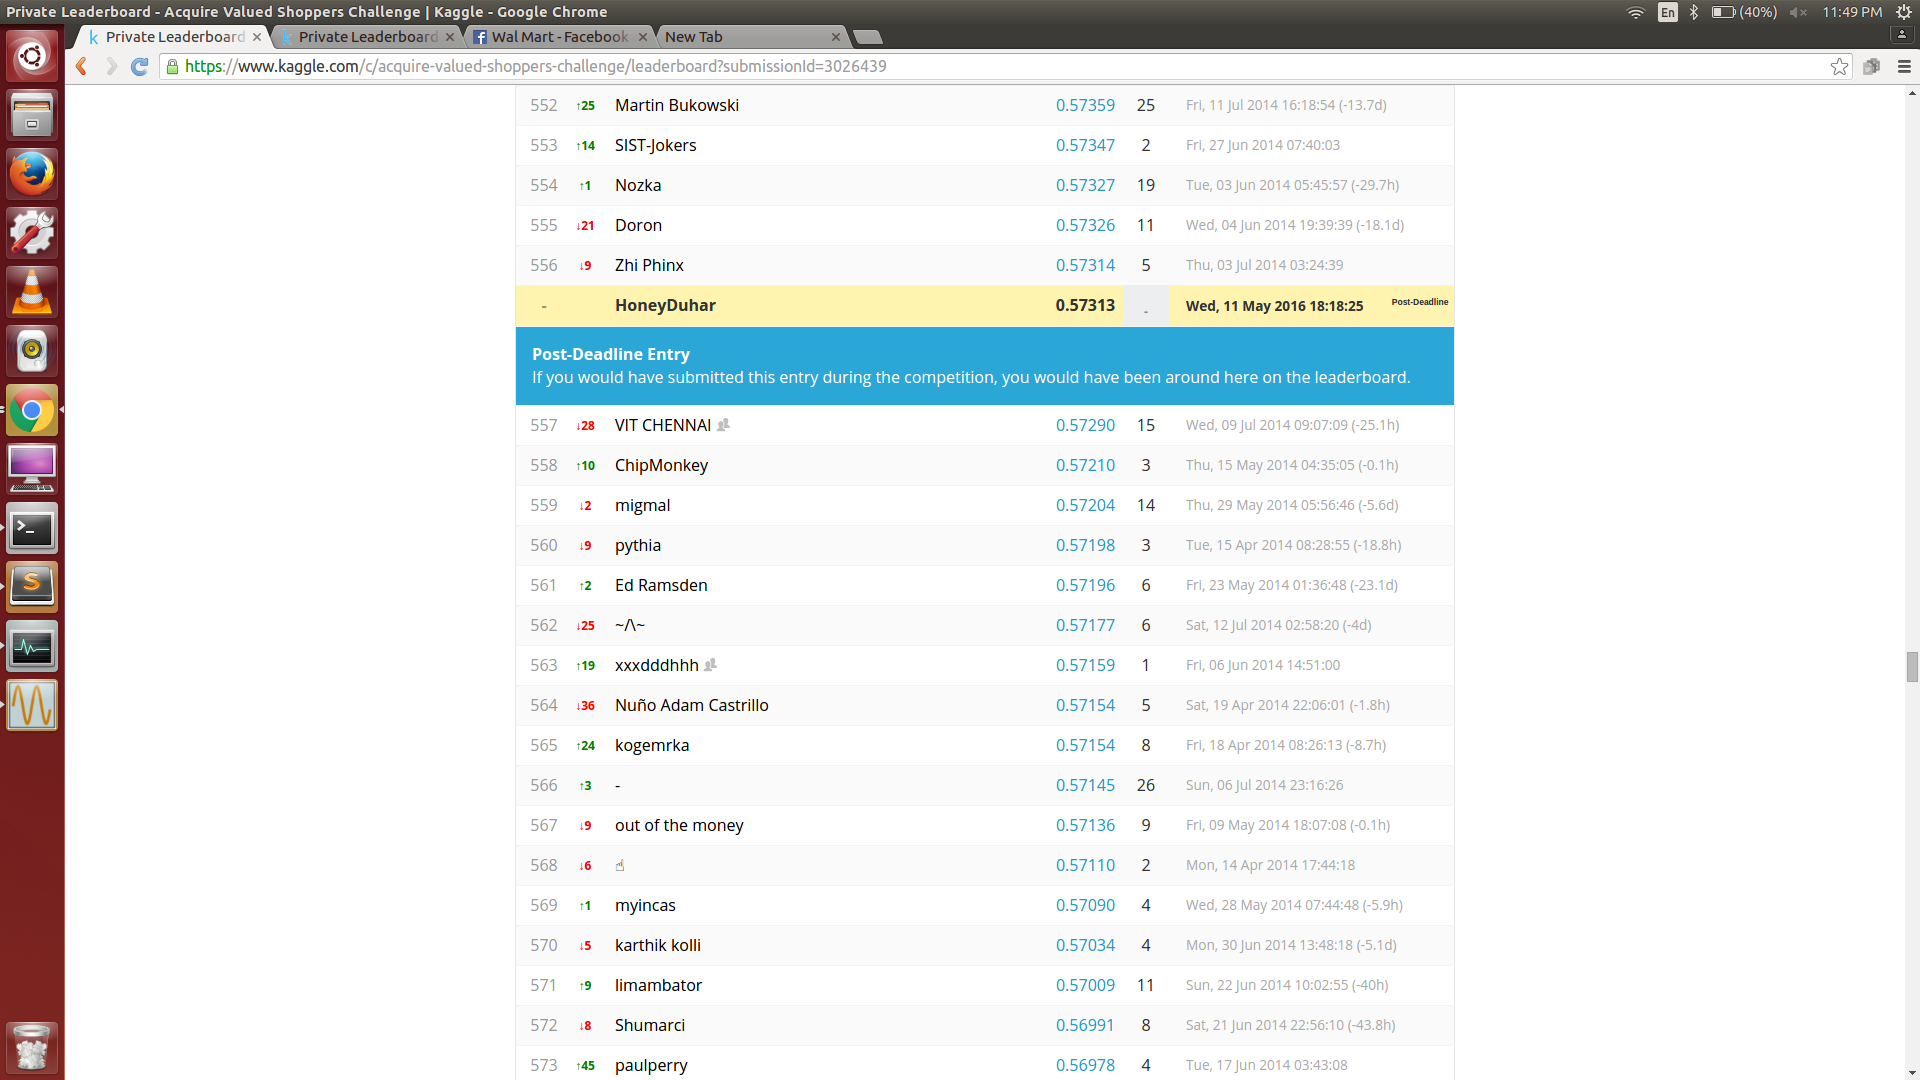 Private Leaderboard - Acquire Valued Shoppers Challenge | Kaggle - Google Chrome En (40%) 11:49 PM
Private Leaderboard Private Leaderboard Wal Mart - Facebook New Tab
https://www.kaggle.com/c/acquire-valued-shoppers-challenge/leaderboard?submissionId=3026439
552 ↑25 Martin Bukowski 0.57359 25 Fri, 11 Jul 2014 16:18:54 (-13.7d)
553 ↑14 SIST-Jokers 0.57347 2 Fri, 27 Jun 2014 07:40:03
554 ↑1 Nozka 0.57327 19 Tue, 03 Jun 2014 05:45:57 (-29.7h)
555 ↓21 Doron 0.57326 11 Wed, 04 Jun 2014 19:39:39 (-18.1d)
556 ↓9 Zhi Phinx 0.57314 5 Thu, 03 Jul 2014 03:24:39
- HoneyDuhar 0.57313 - Wed, 11 May 2016 18:18:25 Post-Deadline
Post-Deadline Entry
If you would have submitted this entry during the competition, you would have been around here on the leaderboard.
557 ↓28 VIT CHENNAI 0.57290 15 Wed, 09 Jul 2014 09:07:09 (-25.1h)
558 ↑10 ChipMonkey 0.57210 3 Thu, 15 May 2014 04:35:05 (-0.1h)
559 ↓2 migmal 0.57204 14 Thu, 29 May 2014 05:56:46 (-5.6d)
560 ↓9 pythia 0.57198 3 Tue, 15 Apr 2014 08:28:55 (-18.8h)
561 ↑2 Ed Ramsden 0.57196 6 Fri, 23 May 2014 01:36:48 (-23.1d)
562 ↓25 ~/\~ 0.57177 6 Sat, 12 Jul 2014 02:58:20 (-4d)
563 ↑19 xxxdddhhh 0.57159 1 Fri, 06 Jun 2014 14:51:00
564 ↓36 Nuño Adam Castrillo 0.57154 5 Sat, 19 Apr 2014 22:06:01 (-1.8h)
565 ↑24 kogemrka 0.57154 8 Fri, 18 Apr 2014 08:26:13 (-8.7h)
566 ↑3 - 0.57145 26 Sun, 06 Jul 2014 23:16:26
567 ↓9 out of the money 0.57136 9 Fri, 09 May 2014 18:07:08 (-0.1h)
568 ↓6 ☝ 0.57110 2 Mon, 14 Apr 2014 17:44:18
569 ↑1 myincas 0.57090 4 Wed, 28 May 2014 07:44:48 (-5.9h)
570 ↓5 karthik kolli 0.57034 4 Mon, 30 Jun 2014 13:48:18 (-5.1d)
571 ↑9 limambator 0.57009 11 Sun, 22 Jun 2014 10:02:55 (-40h)
572 ↓8 Shumarci 0.56991 8 Sat, 21 Jun 2014 22:56:10 (-43.8h)
573 ↑45 paulperry 0.56978 4 Tue, 17 Jun 2014 03:43:08